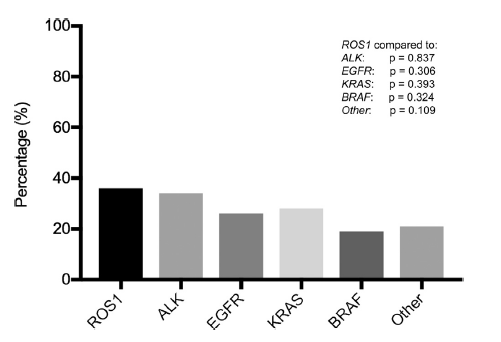 100
80
60
40
20
0
Percentage (%)
ROS1 compared to:
ALK: p = 0.837
EGFR: p = 0.306
KRAS: p = 0.393
BRAF: p = 0.324
Other: p = 0.109
ROS1
ALK
EGFR
KRAS
BRAF
Other